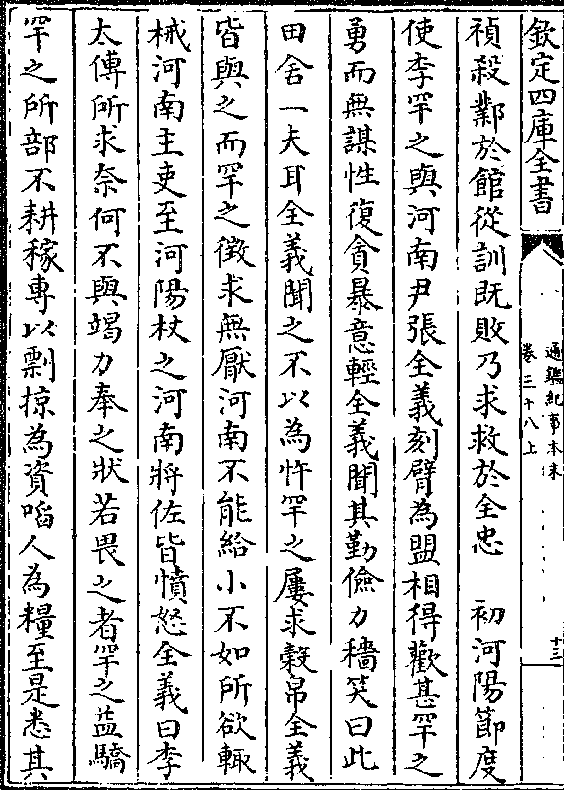 欽定四庫全書
通鑑紀事本末
卷三十八上
十三
禎殺鄴於館從訓既敗乃求救於全忠　初河陽節度
使李罕之與河南尹張全義刻臂為盟相得歡甚罕之
勇而無謀性復貪暴意輕全義聞其勤儉力穡笑曰此
田舍一夫耳全義聞之不以為忤罕之屢求穀帛全義
皆與之而罕之徵求無厭河南不能給小不如所欲輒
械河南主吏至河陽杖之河南將佐皆憤怒全義曰李
太傅所求奈何不與竭力奉之狀若畏之者罕之益驕
罕之所部不耕稼專以剽掠為資啗人為糧至是悉其